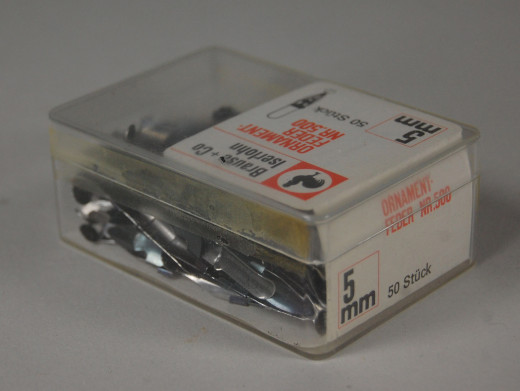 Brause + Co
Iserlohn
ORNAMENT-
FEDER
NR.500
50 Stück
5
mm
ORNAMENT-
FEDER NR.500
5
mm
50 Stück